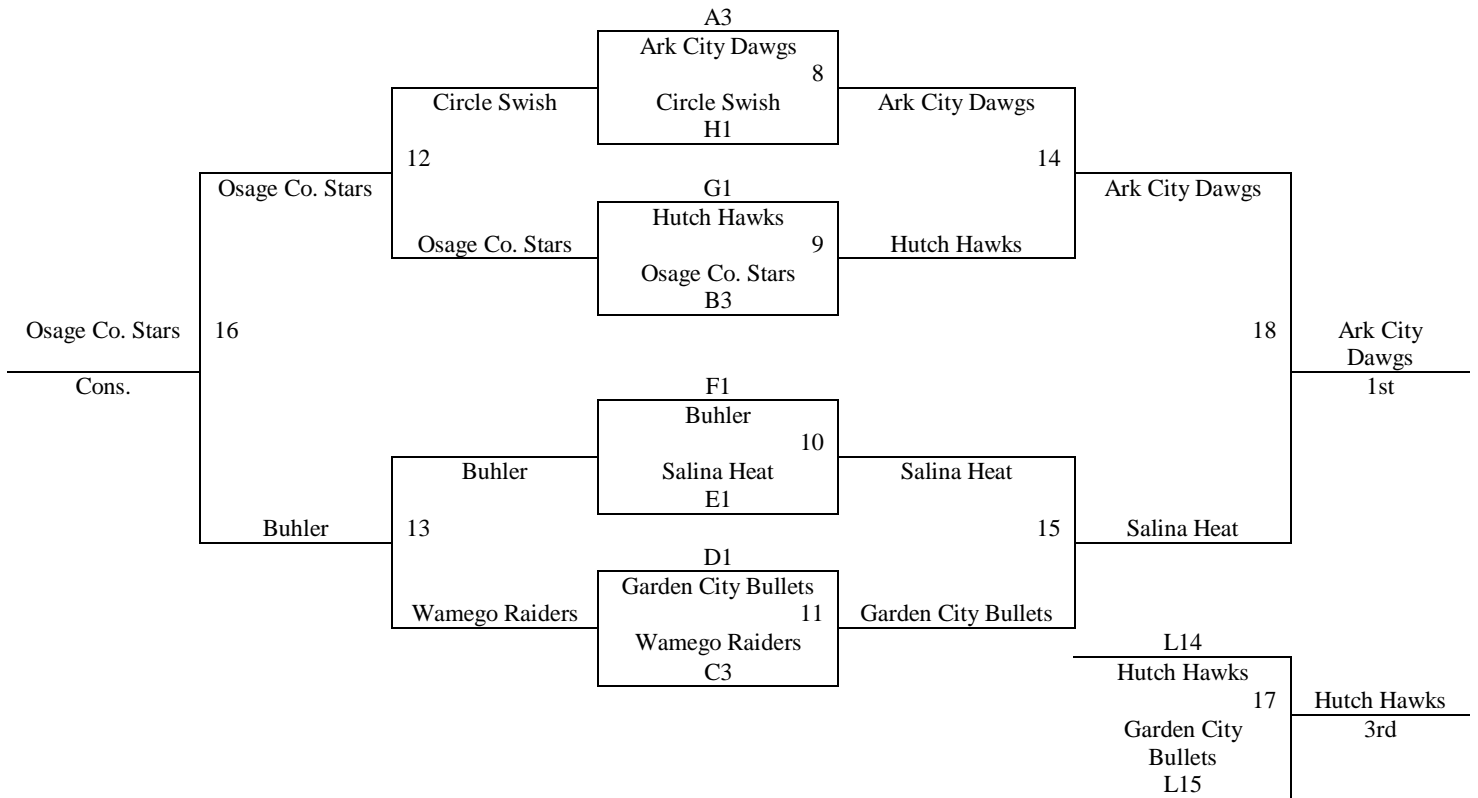 A3
Ark City Dawgs
8
Circle Swish
Circle Swish
Ark City Dawgs
H1
12
14
Osage Co. Stars
G1
Ark City Dawgs
Hutch Hawks
Osage Co. Stars
9
Hutch Hawks
Osage Co. Stars
B3
Osage Co. Stars
16
18
Ark City
Dawgs
Cons.
F1
1st
Buhler
10
Buhler
Salina Heat
Salina Heat
E1
Buhler
13
15
Salina Heat
D1
Garden City Bullets
Wamego Raiders
11
Garden City Bullets
Wamego Raiders
L14
C3
Hutch Hawks
17
Hutch Hawks
Garden City
3rd
Bullets
L15